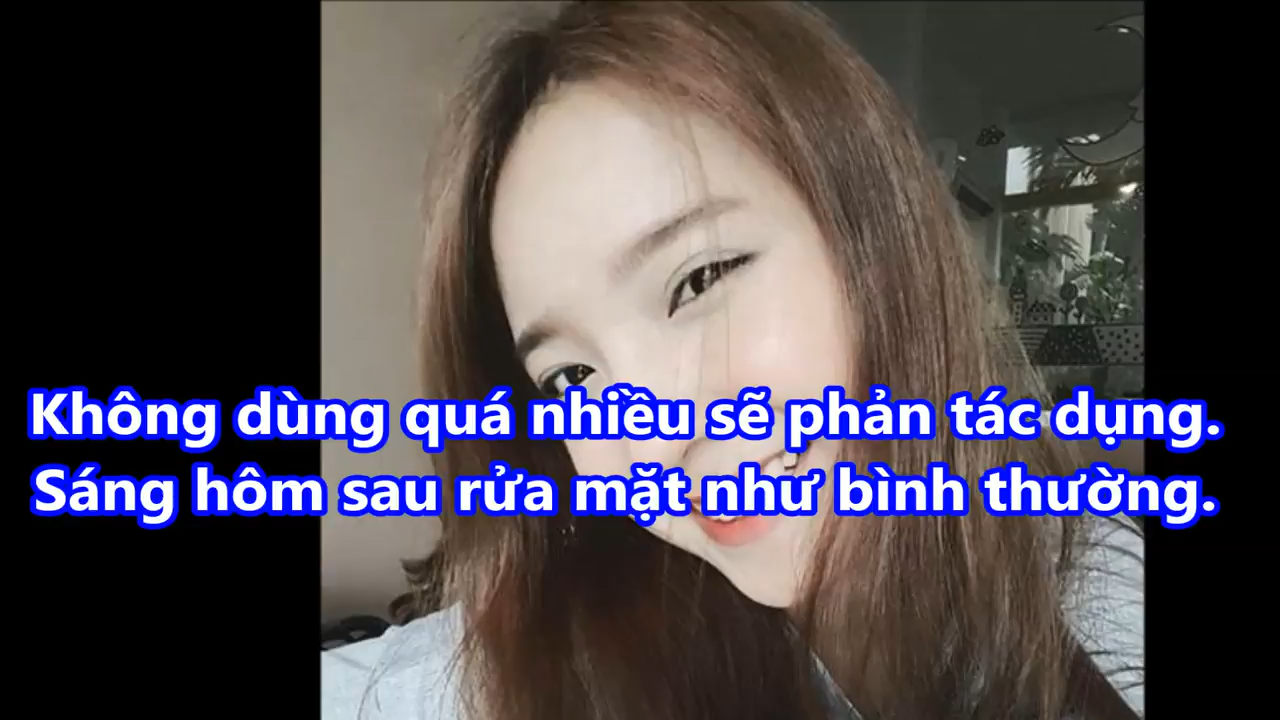 Không dùng quá nhiều sẽ phản tác dụng.
Sáng hôm sau rửa mặt như bình thường.